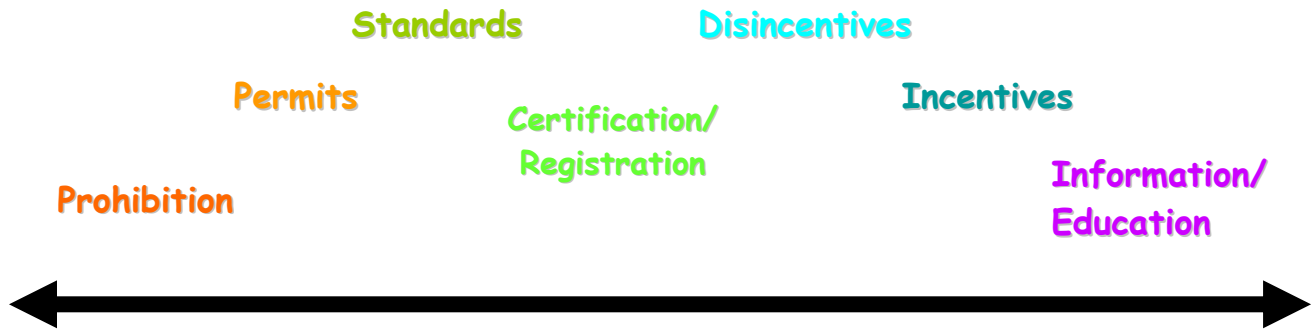 Standards
Disincentives
Permits
Incentives
Certification/
Registration
Information/
Education
Prohibition